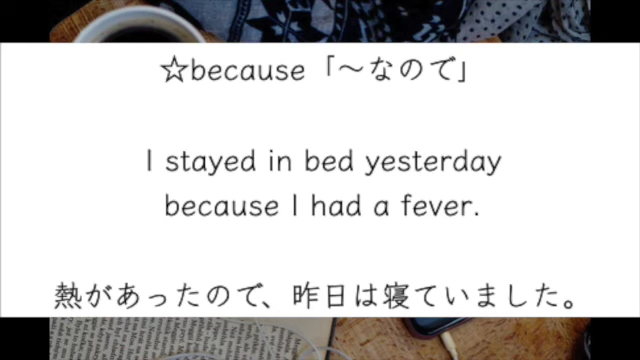 ☆because「～なので」
I stayed in bed yesterday
because I had a fever.
熱があったので、昨日は寝ていました。